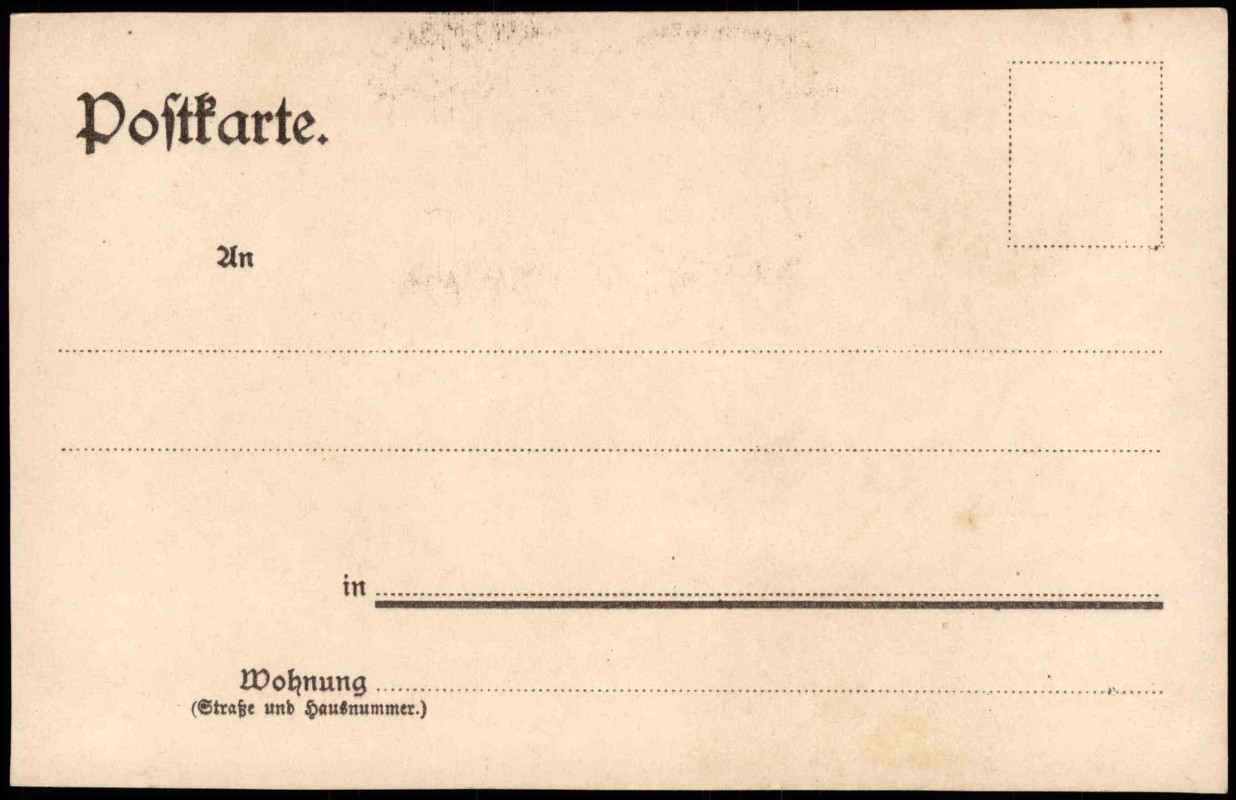 Postkarte.
An
in
Wohnung
(Straße und Hausnummer.)